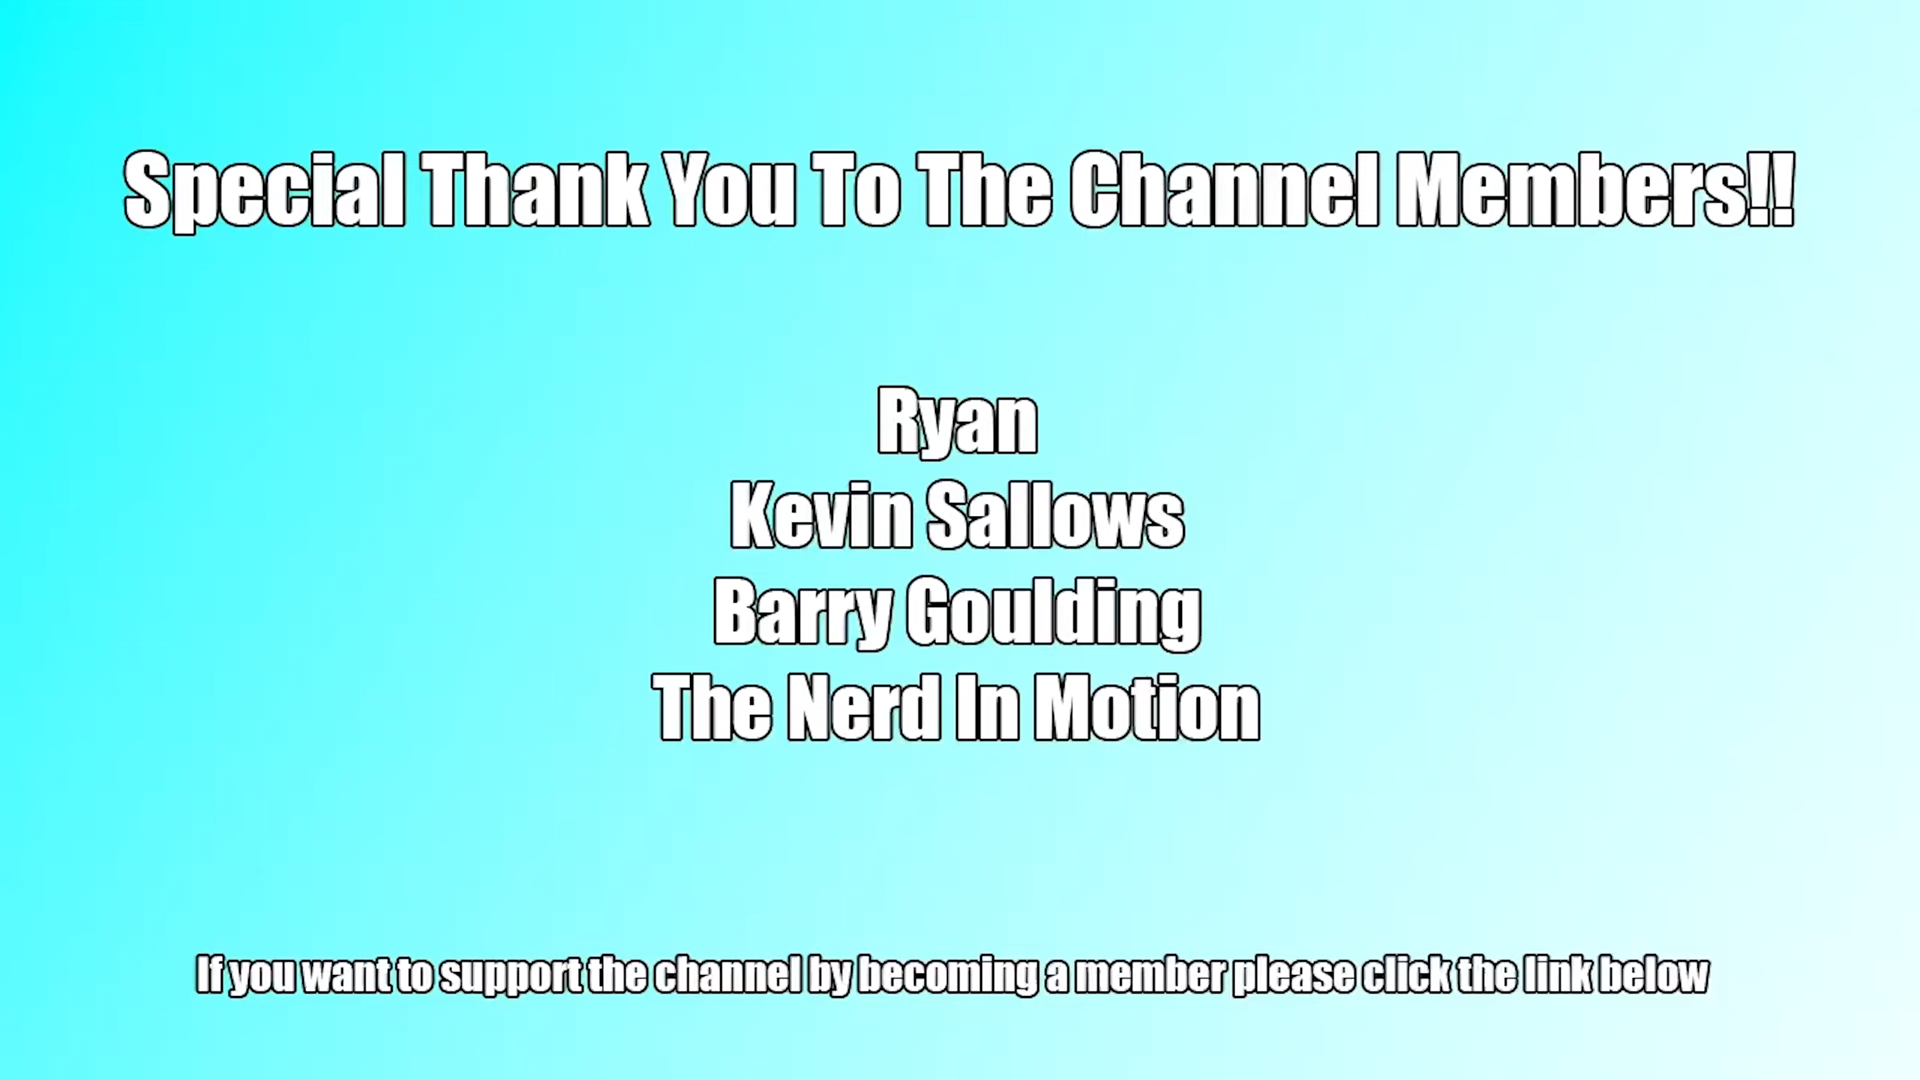 Special Thank You To The Channel Members!!
Ryan
Kevin Sallows
Barry Goulding
The Nerd In Motion
If you want to support the channel by becoming a member please click the link below